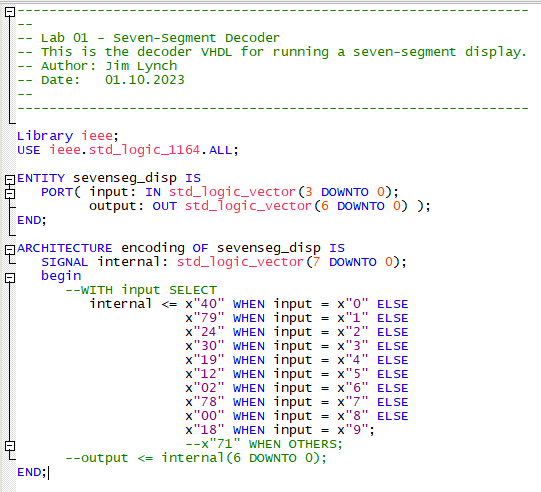 ----------------------------------------------------------------
--
-- Lab 01 - Seven-Segment Decoder
-- This is the decoder VHDL for running a seven-segment display.
-- Author: Jim Lynch
-- Date:   01.10.2023
--
----------------------------------------------------------------
Library ieee;
USE ieee.std_logic_1164.ALL;
ENTITY sevenseg_disp IS
   PORT( input: IN std_logic_vector(3 DOWNTO 0);
         output: OUT std_logic_vector(6 DOWNTO 0) );
END;
ARCHITECTURE encoding OF sevenseg_disp IS
   SIGNAL internal: std_logic_vector(7 DOWNTO 0);
   begin
      --WITH input SELECT
         internal <= x"40" WHEN input = x"0" ELSE
                     x"79" WHEN input = x"1" ELSE
                     x"24" WHEN input = x"2" ELSE
                     x"30" WHEN input = x"3" ELSE
                     x"19" WHEN input = x"4" ELSE
                     x"12" WHEN input = x"5" ELSE
                     x"02" WHEN input = x"6" ELSE
                     x"78" WHEN input = x"7" ELSE
                     x"00" WHEN input = x"8" ELSE
                     x"18" WHEN input = x"9";
                     --x"71" WHEN OTHERS;
      --output <= internal(6 DOWNTO 0);
END;